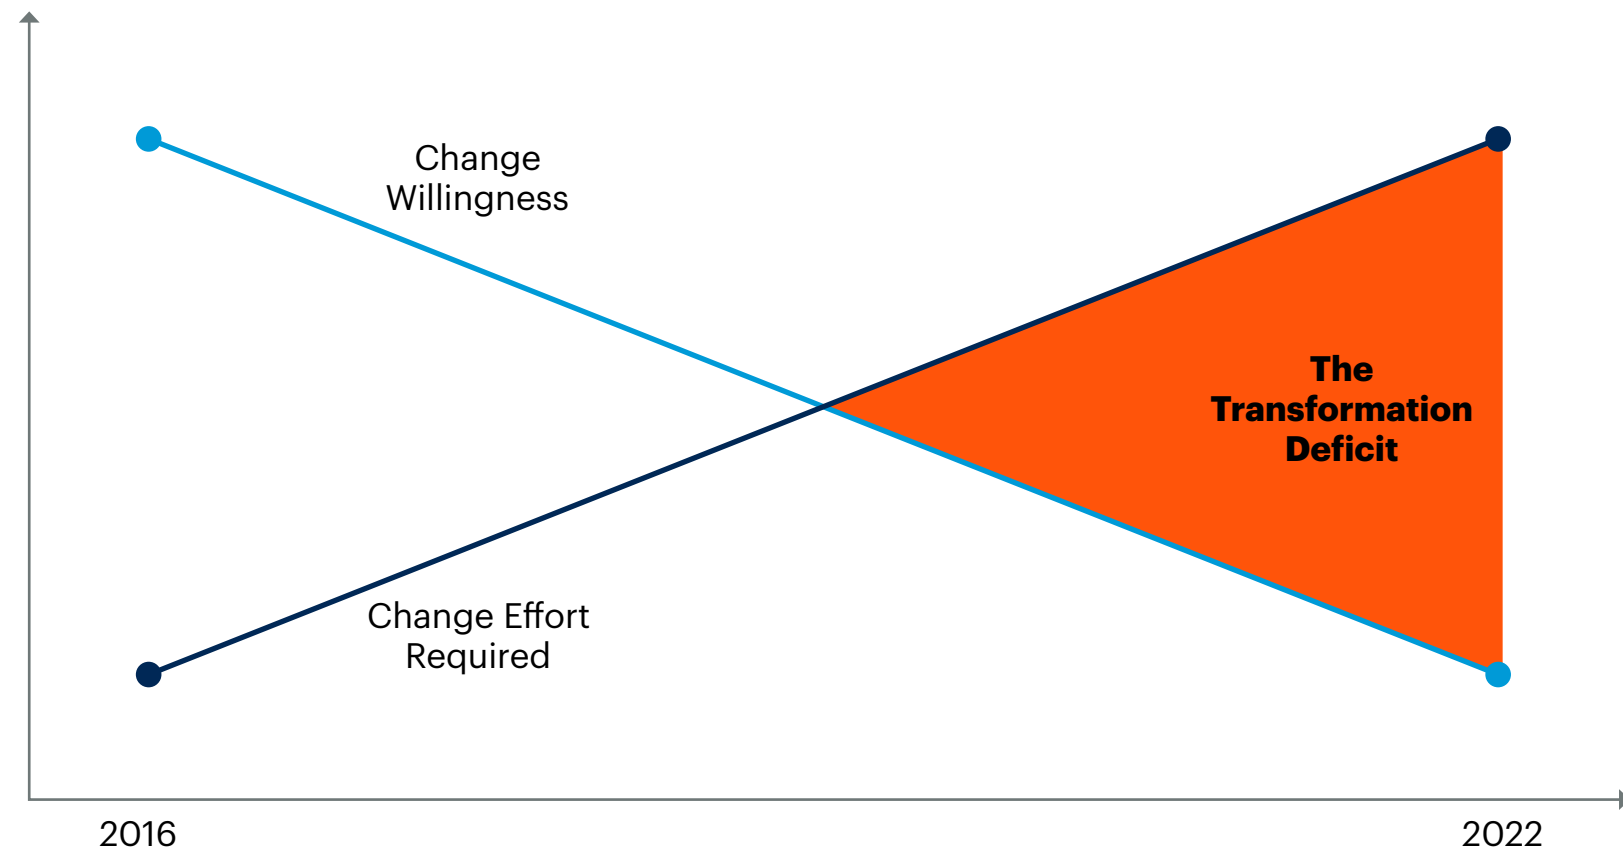 Change
Willingness
The
Transformation
Deficit
Change Effort
Required
2016
2022